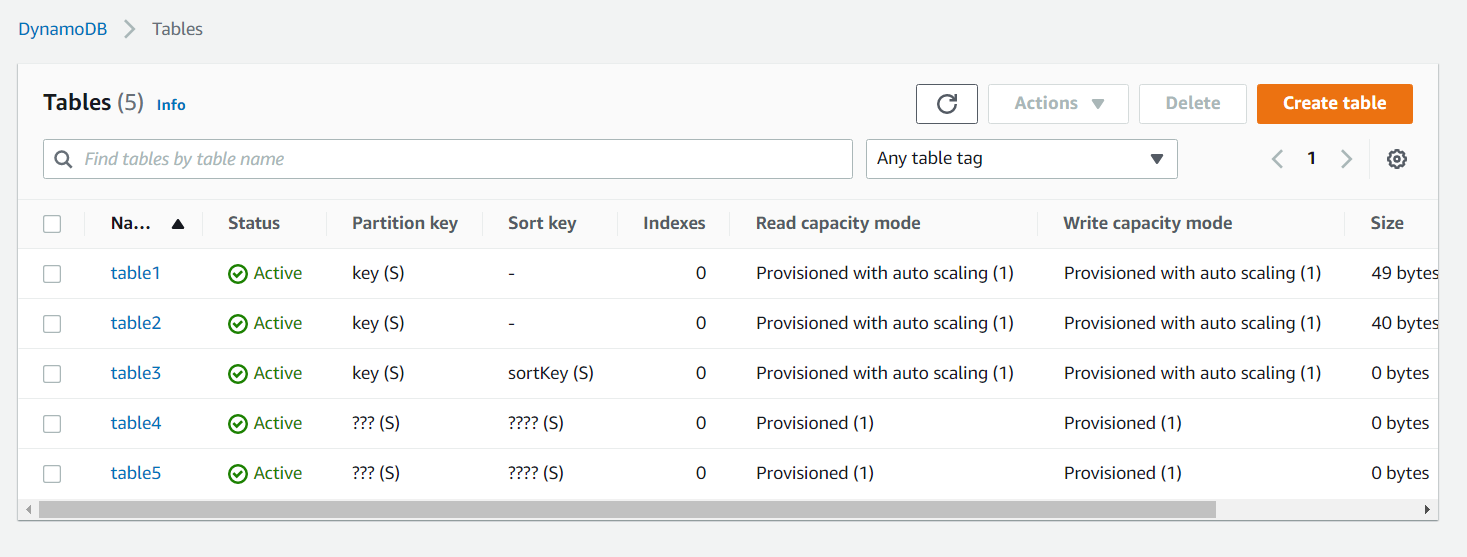 DynamoDB > Tables
Tables (5) Info Actions Delete Create table
Find tables by table name Any table tag 1
Na... Status Partition key Sort key Indexes Read capacity mode Write capacity mode Size
table1 Active key (S) - 0 Provisioned with auto scaling (1) Provisioned with auto scaling (1) 49 bytes
table2 Active key (S) - 0 Provisioned with auto scaling (1) Provisioned with auto scaling (1) 40 bytes
table3 Active key (S) sortKey (S) 0 Provisioned with auto scaling (1) Provisioned with auto scaling (1) 0 bytes
table4 Active ??? (S) ???? (S) 0 Provisioned (1) Provisioned (1) 0 bytes
table5 Active ??? (S) ???? (S) 0 Provisioned (1) Provisioned (1) 0 bytes